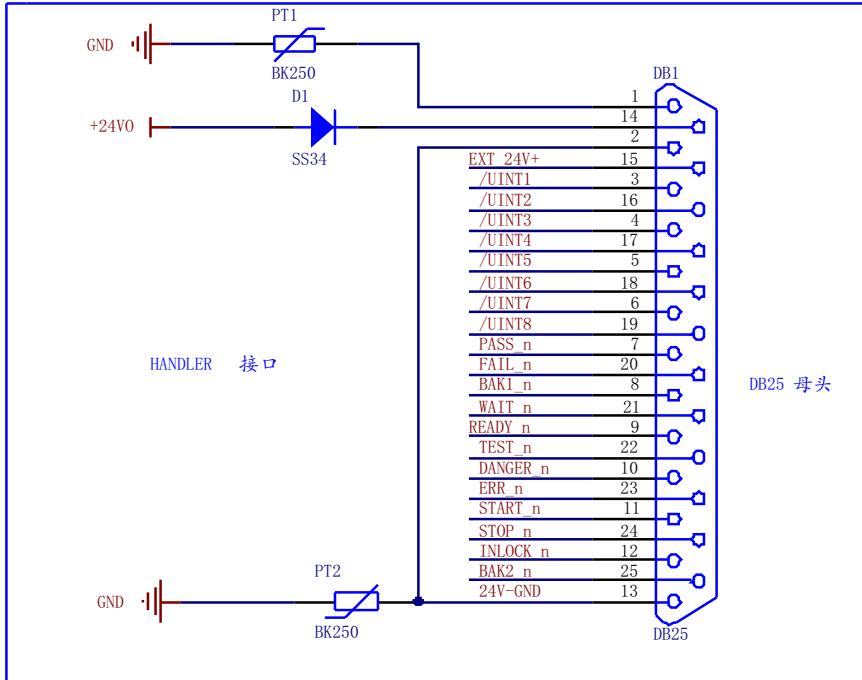 PT1
GND
BK250
D1
+24VO
SS34
DB1
1
14
2
EXT_24V+ 15
/UINT1 3
/UINT2 16
/UINT3 4
/UINT4 17
/UINT5 5
/UINT6 18
/UINT7 6
/UINT8 19
PASS_n 7
FAIL_n 20
BAK1_n 8
WAIT_n 21
READY_n 9
TEST_n 22
DANGER_n 10
ERR_n 23
START_n 11
STOP_n 24
INLOCK_n 12
BAK2_n 25
24V-GND 13
HANDLER 接口
DB25 母头
PT2
GND
BK250
DB25